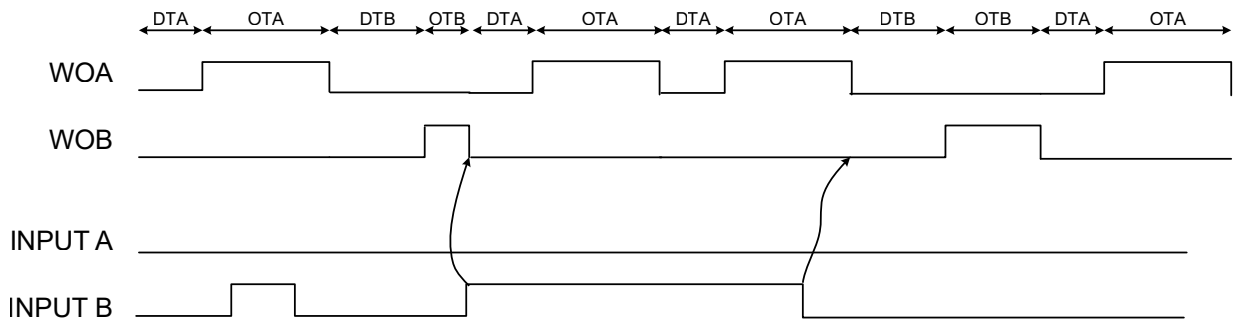 DTA OTA DTB OTB DTA OTA DTA OTA DTB OTB DTA OTA
WOA
WOB
INPUT A
INPUT B